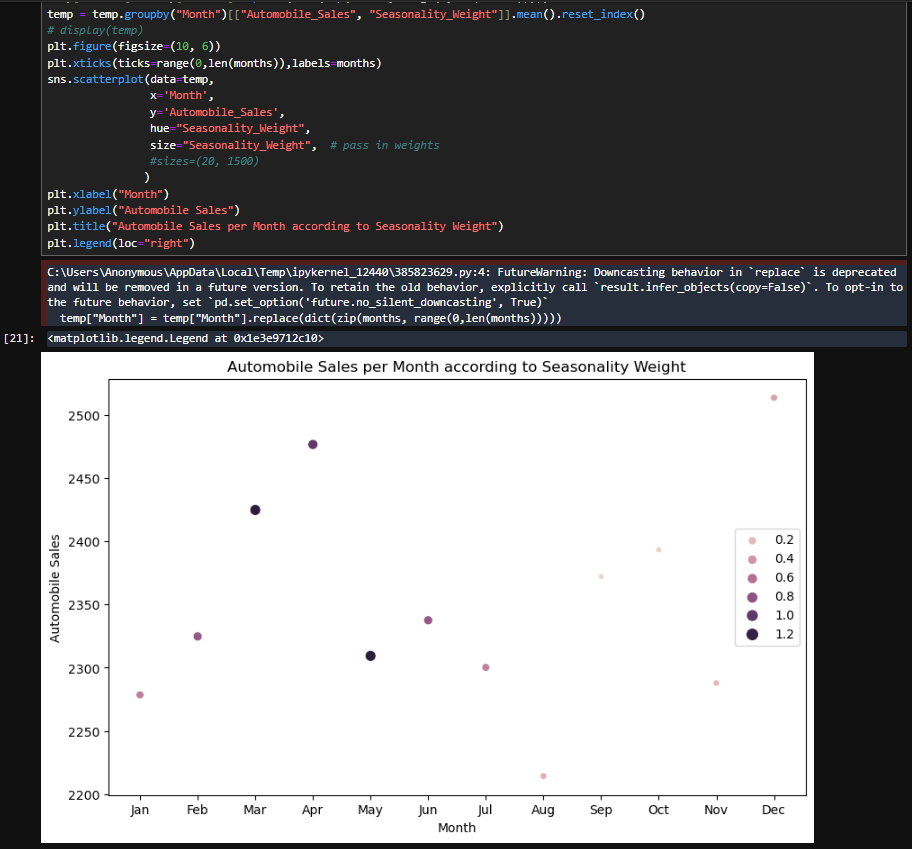 temp = temp.groupby("Month")[["Automobile_Sales", "Seasonality_Weight"]].mean().reset_index()
# display(temp)
plt.figure(figsize=(10, 6))
plt.xticks(ticks=range(0,len(months)),labels=months)
sns.scatterplot(data=temp,
x='Month',
y='Automobile_Sales',
hue="Seasonality_Weight",
size="Seasonality_Weight",  # pass in weights
#sizes=(20, 1500)
)
plt.xlabel("Month")
plt.ylabel("Automobile Sales")
plt.title("Automobile Sales per Month according to Seasonality Weight")
plt.legend(loc="right")
C:\Users\Anonymous\AppData\Local\Temp\ipykernel_12440\385823629.py:4: FutureWarning: Downcasting behavior in `replace` is deprecated
and will be removed in a future version. To retain the old behavior, explicitly call `result.infer_objects(copy=False)`. To opt-in to
the future behavior, set `pd.set_option('future.no_silent_downcasting', True)`
temp["Month"] = temp["Month"].replace(dict(zip(months, range(0,len(months)))))
[21]: <matplotlib.legend.Legend at 0x1e3e9712c10>
Automobile Sales per Month according to Seasonality Weight
2500
2450
2400
2350
2300
2250
2200
Automobile Sales
0.2
0.4
0.6
0.8
1.0
1.2
Jan Feb Mar Apr May Jun Jul Aug Sep Oct Nov Dec
Month